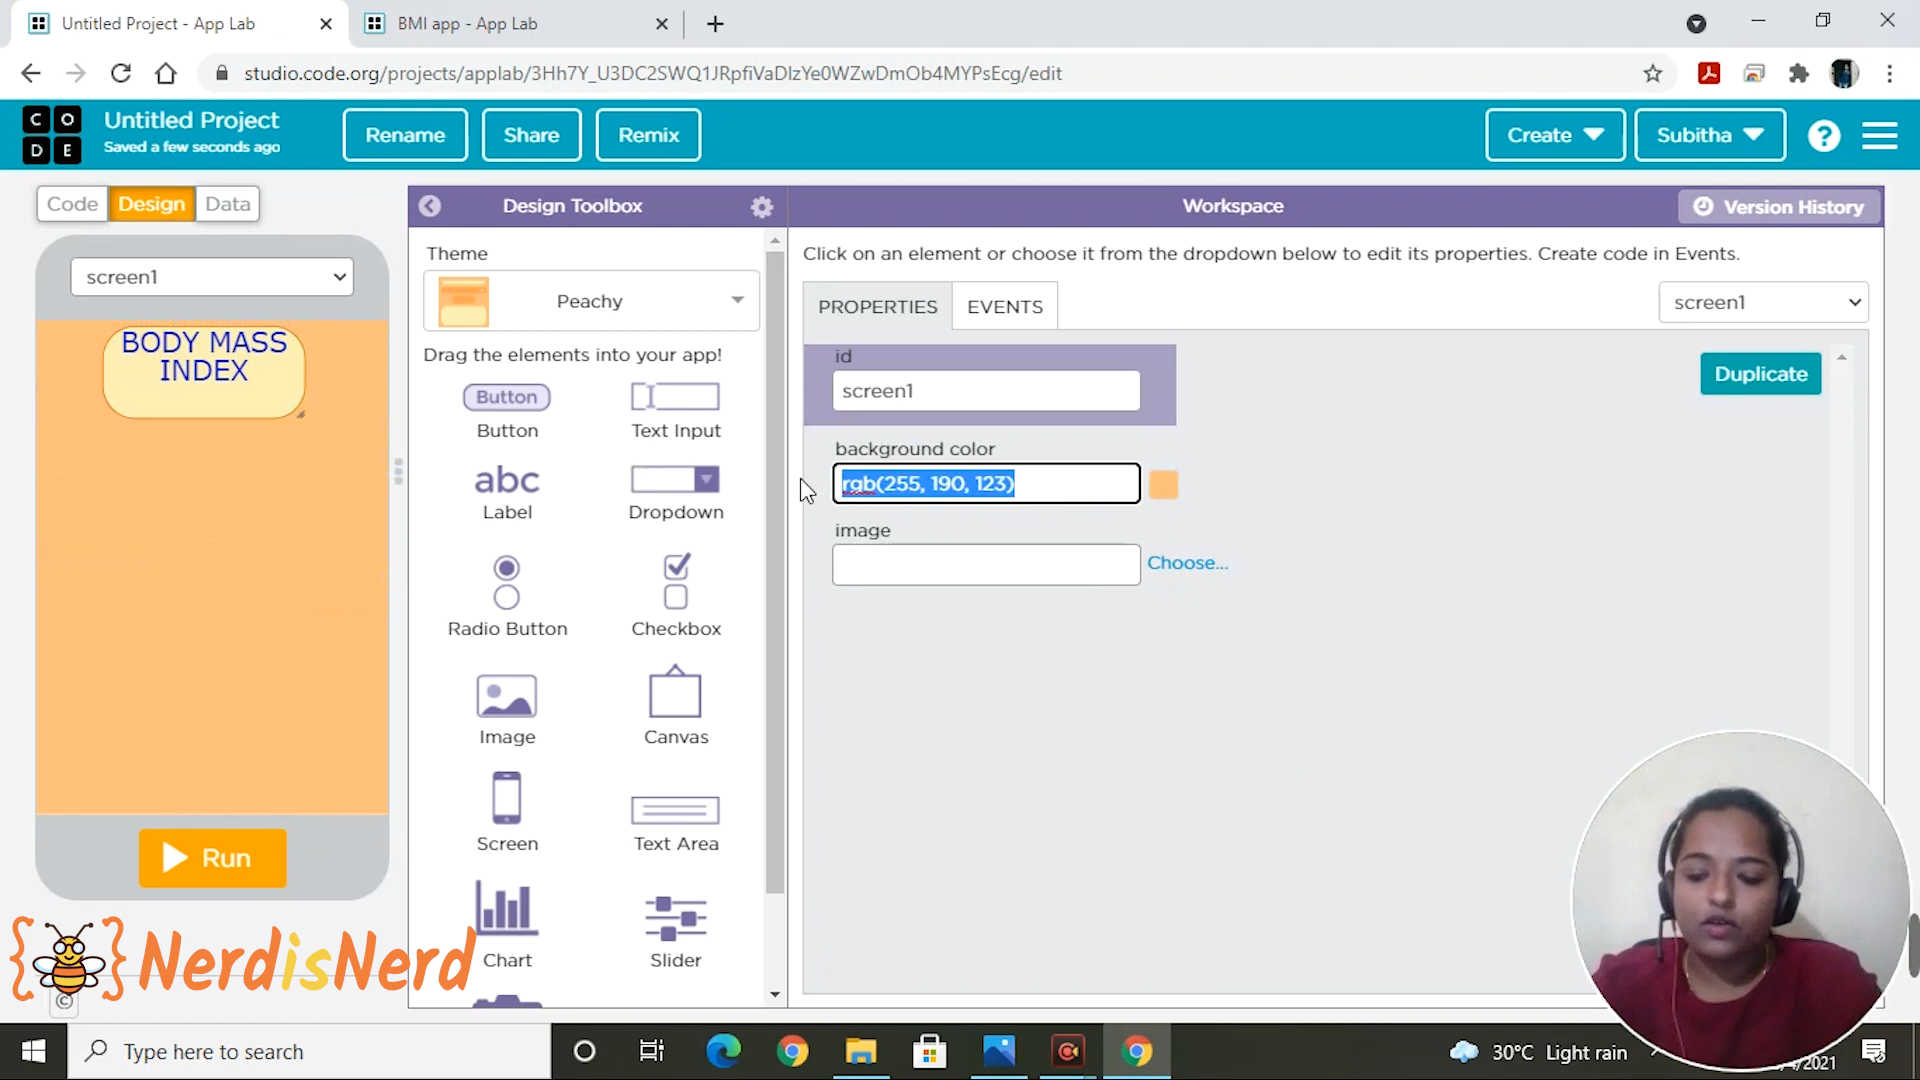 Untitled Project - App Lab
BMI app - App Lab
studio.code.org/projects/applab/3Hh7Y_U3DC2SWQ1JRpfiVaDlzYe0WZwDmOb4MYPsEcg/edit
C O
D E
Untitled Project
Saved a few seconds ago
Rename
Share
Remix
Create
Subitha
?
Code
Design
Data
Design Toolbox
Workspace
Version History
screen1
BODY MASS
INDEX
Run
Theme
Peachy
Drag the elements into your app!
Button
Button
Text Input
abc
Label
Dropdown
Radio Button
Checkbox
Image
Canvas
Screen
Text Area
Chart
Slider
Click on an element or choose it from the dropdown below to edit its properties. Create code in Events.
PROPERTIES
EVENTS
screen1
id
screen1
Duplicate
background color
rgb(255, 190, 123)
image
Choose...
{ } NerdisNerd
©
Type here to search
30°C Light rain
/2021